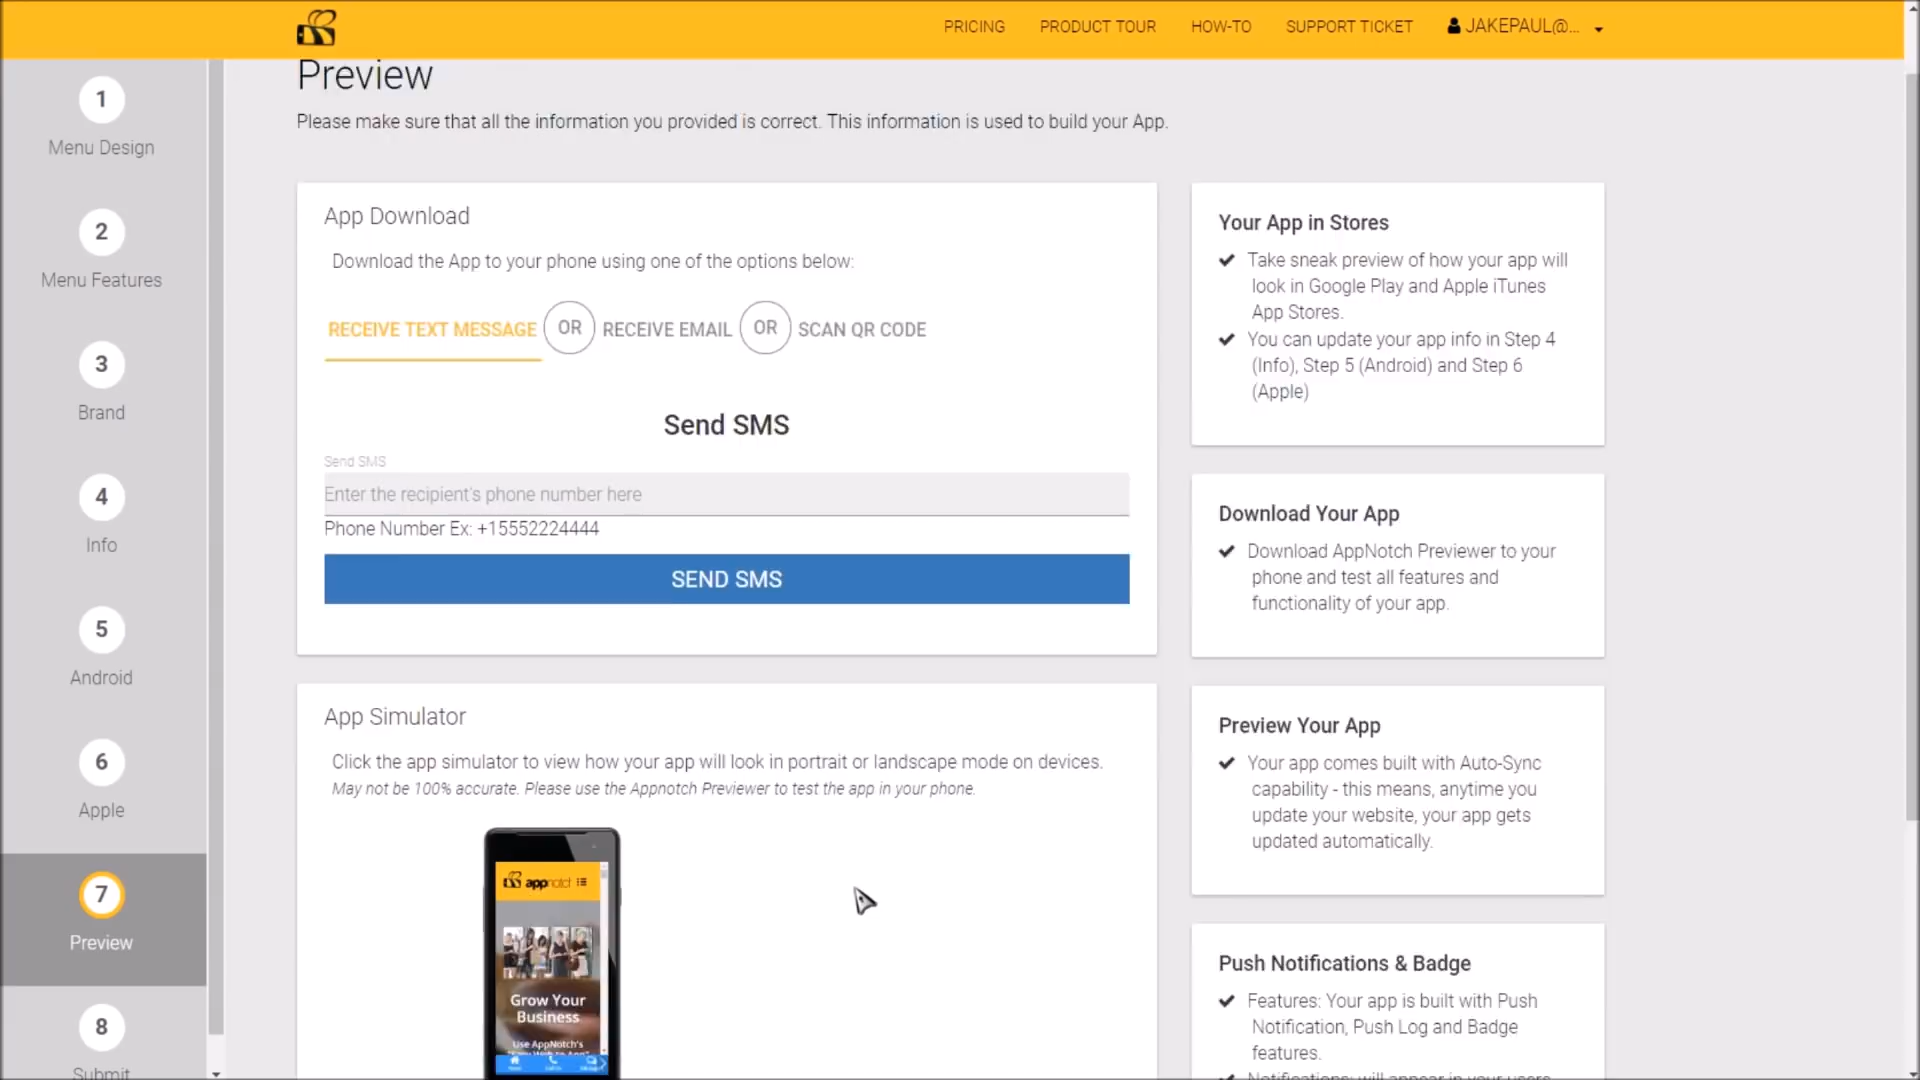 PRICING
PRODUCT TOUR
HOW-TO
SUPPORT TICKET
JAKEPAUL@...
1
Menu Design
2
Menu Features
3
Brand
4
Info
5
Android
6
Apple
7
Preview
8
Submit
Preview
Please make sure that all the information you provided is correct. This information is used to build your App.
App Download
Download the App to your phone using one of the options below:
RECEIVE TEXT MESSAGE OR RECEIVE EMAIL OR SCAN QR CODE
Send SMS
Send SMS
Enter the recipient's phone number here
Phone Number Ex: +15552224444
SEND SMS
App Simulator
Click the app simulator to view how your app will look in portrait or landscape mode on devices.
May not be 100% accurate. Please use the Appnotch Previewer to test the app in your phone.
appnotch
Grow Your
Business
Use AppNotch's
Your App in Stores
Take sneak preview of how your app will
look in Google Play and Apple iTunes
App Stores.
You can update your app info in Step 4
(Info), Step 5 (Android) and Step 6
(Apple)
Download Your App
Download AppNotch Previewer to your
phone and test all features and
functionality of your app.
Preview Your App
Your app comes built with Auto-Sync
capability - this means, anytime you
update your website, your app gets
updated automatically.
Push Notifications & Badge
Features: Your app is built with Push
Notification, Push Log and Badge
features.
Notifications: will appear in your users